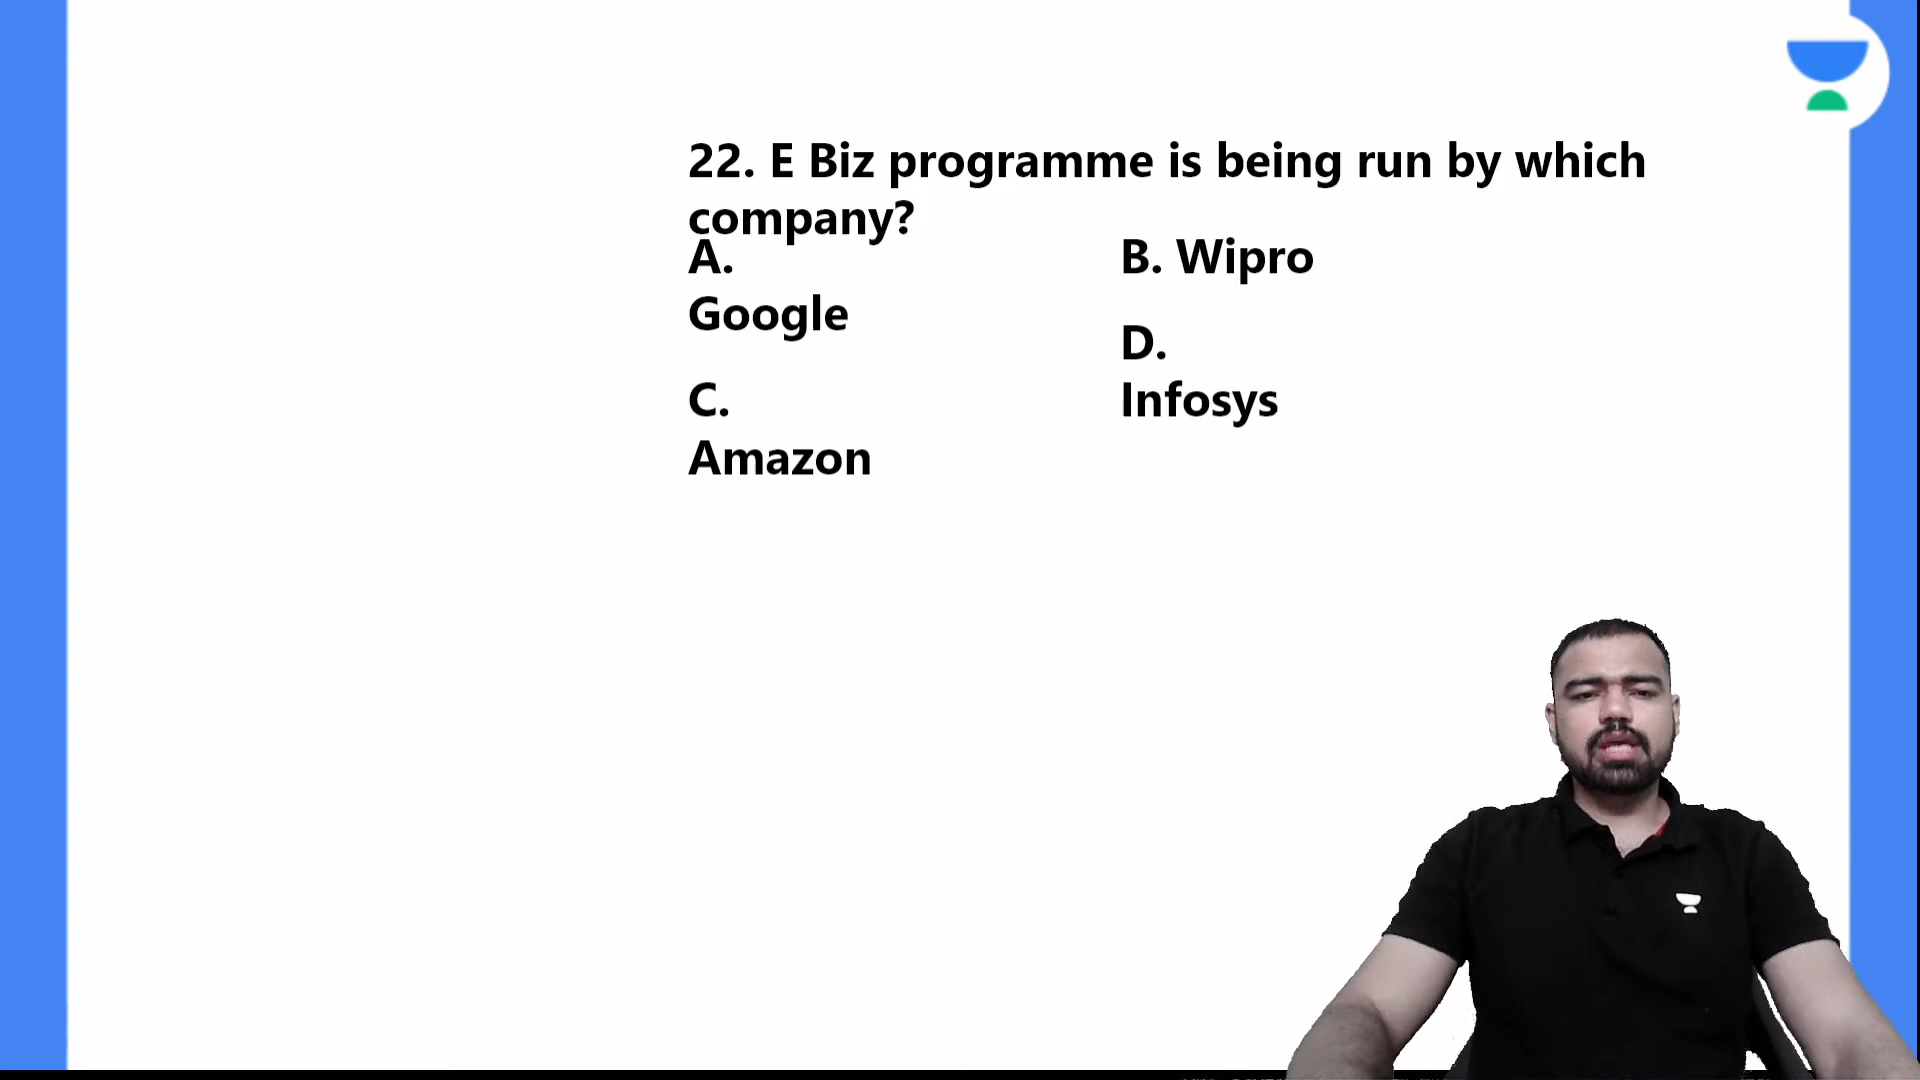 22. E Biz programme is being run by which
company?
A.
Google
B. Wipro
C.
Amazon
D.
Infosys